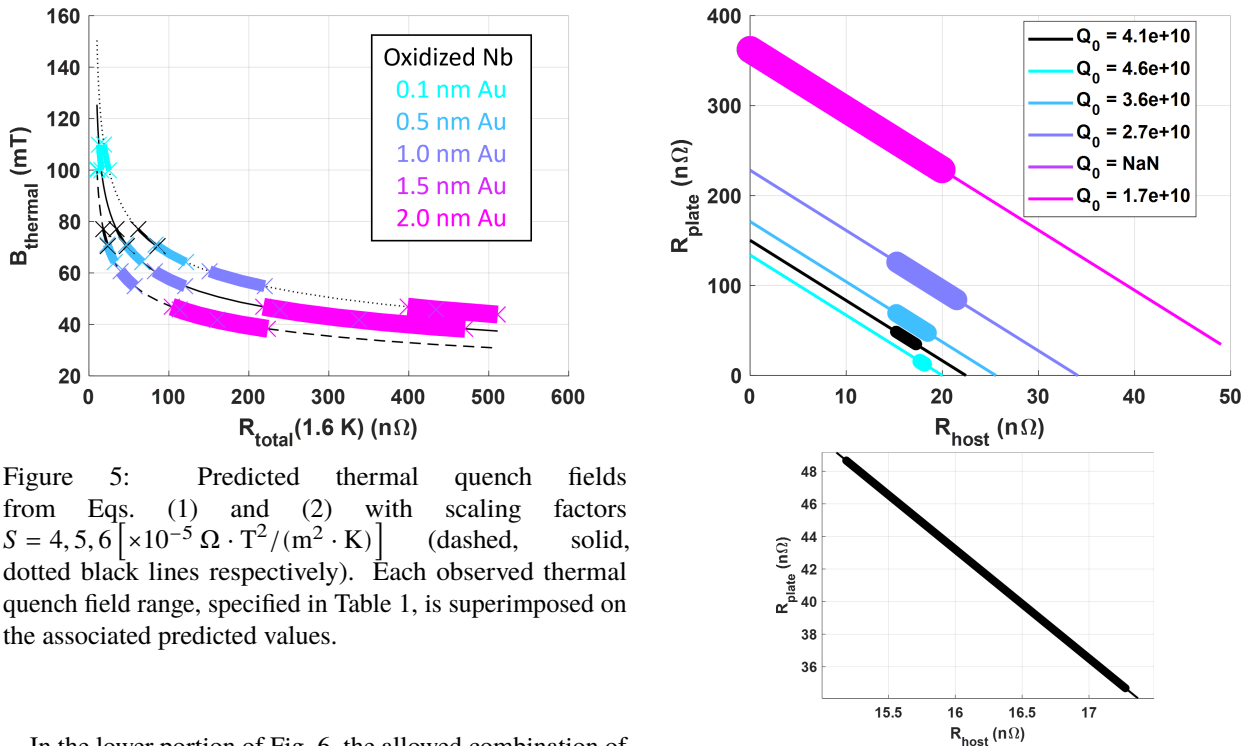 160
140
120
100
80
60
40
20
0
100
200
300
400
500
600
B_thermal (mT)
R_total(1.6 K) (nΩ)
Oxidized Nb
0.1 nm Au
0.5 nm Au
1.0 nm Au
1.5 nm Au
2.0 nm Au
Figure 5: Predicted thermal quench fields
from Eqs. (1) and (2) with scaling factors
S = 4, 5, 6 [×10⁻⁵ Ω · T²/(m² · K)] (dashed, solid,
dotted black lines respectively). Each observed thermal
quench field range, specified in Table 1, is superimposed on
the associated predicted values.
In the lower portion of Fig. 6, the allowed combination of
400
300
200
100
0
0
10
20
30
40
50
R_plate (nΩ)
R_host (nΩ)
Q_0 = 4.1e+10
Q_0 = 4.6e+10
Q_0 = 3.6e+10
Q_0 = 2.7e+10
Q_0 = NaN
Q_0 = 1.7e+10
48
46
44
42
40
38
36
15.5
16
16.5
17
R_plate (nΩ)
R_host (nΩ)